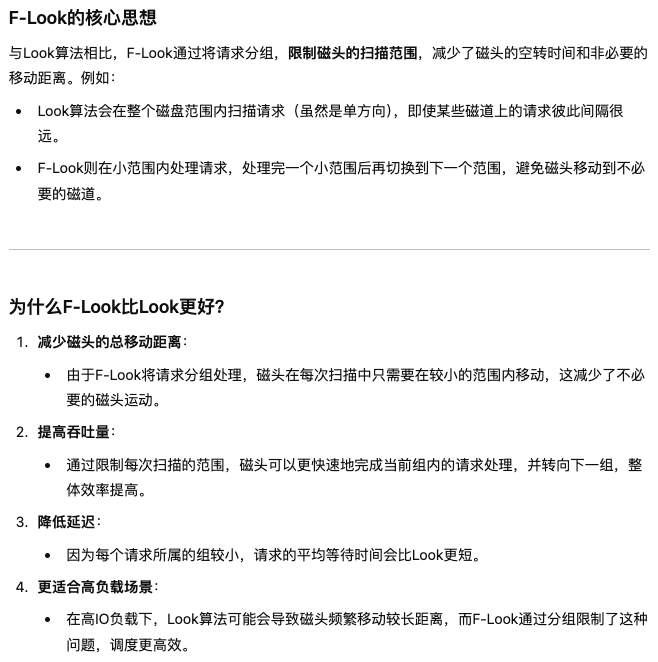 F-Look的核心思想
与Look算法相比，F-Look通过将请求分组，限制磁头的扫描范围，减少了磁头的空转时间和非必要的
移动距离。例如：
• Look算法会在整个磁盘范围内扫描请求（虽然是单方向），即使某些磁道上的请求彼此间隔很
远。
• F-Look则在小范围内处理请求，处理完一个小范围后再切换到下一个范围，避免磁头移动到不必
要的磁道。
为什么F-Look比Look更好?
1. 减少磁头的总移动距离：
• 由于F-Look将请求分组处理，磁头在每次扫描中只需要在较小的范围内移动，这减少了不必
要的磁头运动。
2. 提高吞吐量：
• 通过限制每次扫描的范围，磁头可以更快速地完成当前组内的请求处理，并转向下一组，整
体效率提高。
3. 降低延迟：
• 因为每个请求所属的组较小，请求的平均等待时间会比Look更短。
4. 更适合高负载场景：
• 在高IO负载下，Look算法可能会导致磁头频繁移动较长距离，而F-Look通过分组限制了这种
问题，调度更高效。